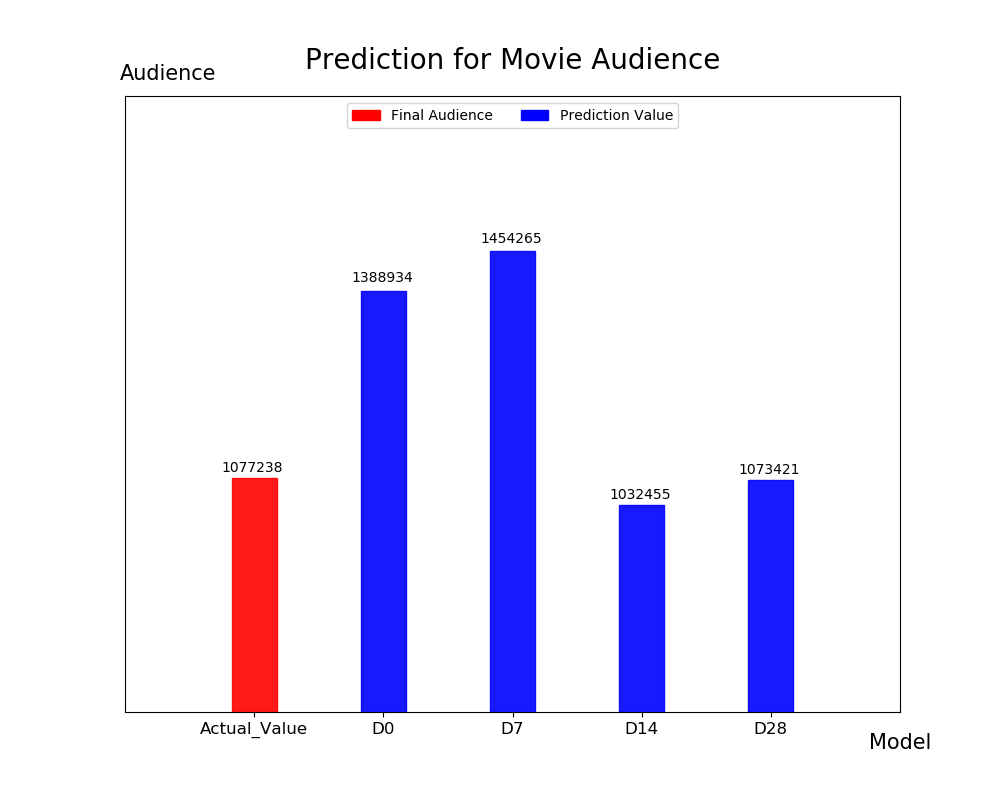 Prediction for Movie Audience
Audience
Final Audience Prediction Value
1454265
1388934
1077238
1073421
1032455
Actual_Value D0 D7 D14 D28
Model